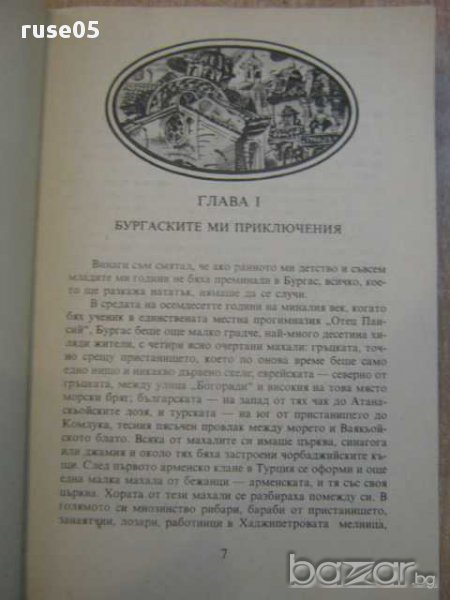 ruse05
ГЛАВА I
БУРГАСКИТЕ МИ ПРИКЛЮЧЕНИЯ
Винаги съм смятал, че ако ранното ми детство и съвсем
младите ми години не бяха преминали в Бургас, всичко, кое-
то ще разкажа нататък, нямаше да се случи.
В средата на осемдесетте години на миналия век, когато
бях ученик в единствената местна прогимназия „Отец Паи-
сий", Бургас беше още малко градче, най-много десетина хи-
ляди жители, с четири ясно очертани махали: гръцката, точ-
но срещу пристанището, което по онова време беше само
едно нищо и никакво дървено скеле; еврейската — северно от
гръцката, между улица „Богориди" и високия на това място
морски бряг; българската — на запад от тях чак до Атана-
скьойските лозя, и турската — на юг от пристанището до
Комлука, тесния пясъчен провлак между морето и Ваякьой-
ското блато. Всяка от махалите си имаше църква, синагога
или джамия и около тях бяха застроени чорбаджийските къ-
щи. След първото арменско клане в Турция се оформи и още
една малка махала от бежанци — арменската, и тя със своя
църква. Хората от тези махали се разбираха помежду си. В
голямото си мнозинство рибари, бараби от пристанището,
занаятчии, лозари, работници в Хаджипетровата мелница,
7
bazar.bg